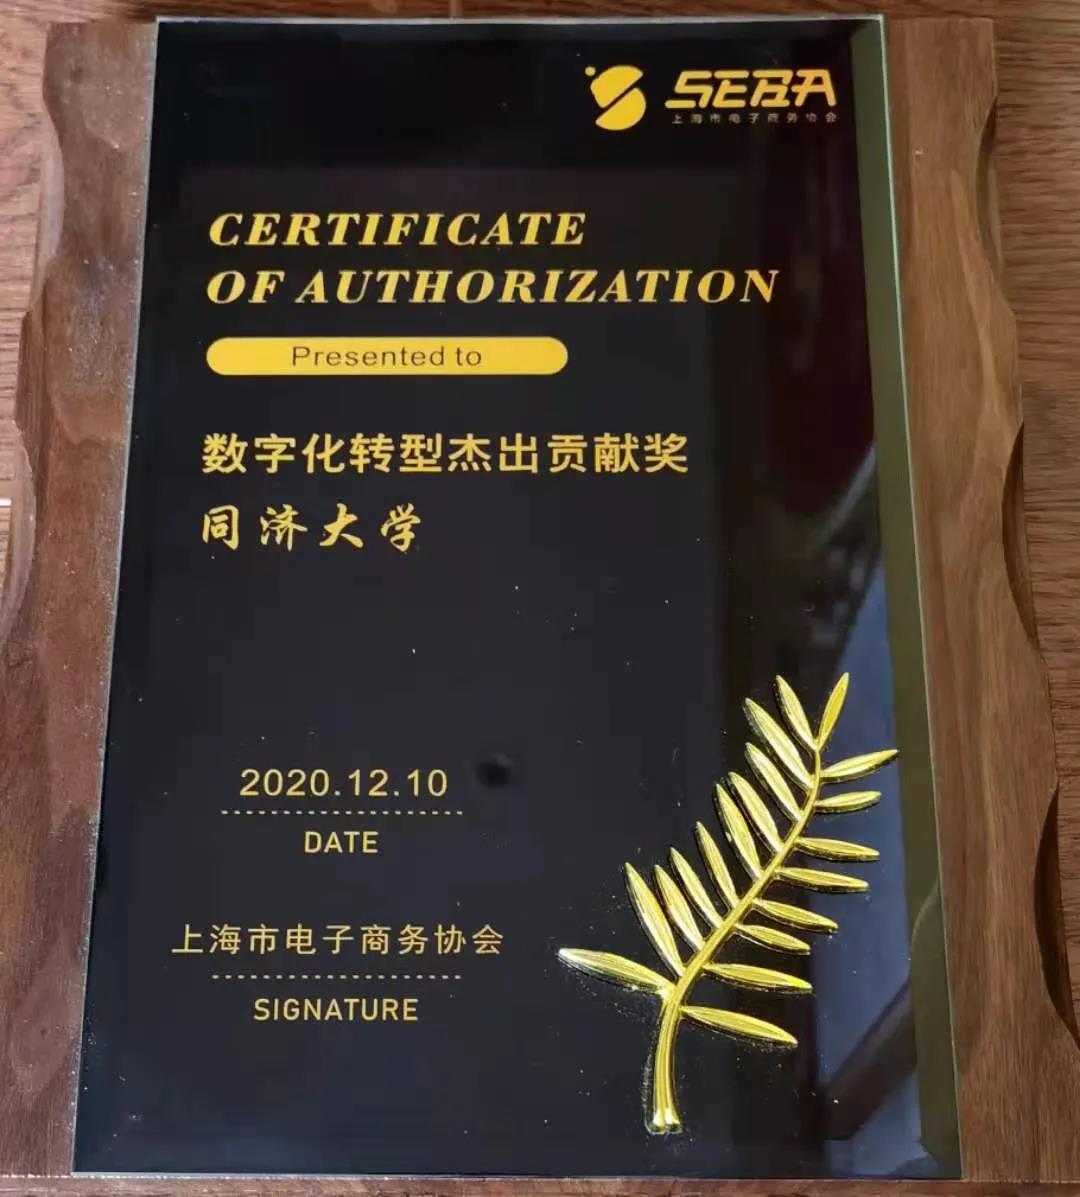 SEBA
上海市电子商务协会
CERTIFICATE
OF AUTHORIZATION
Presented to
数字化转型杰出贡献奖
同济大学
2020.12.10
DATE
上海市电子商务协会
SIGNATURE